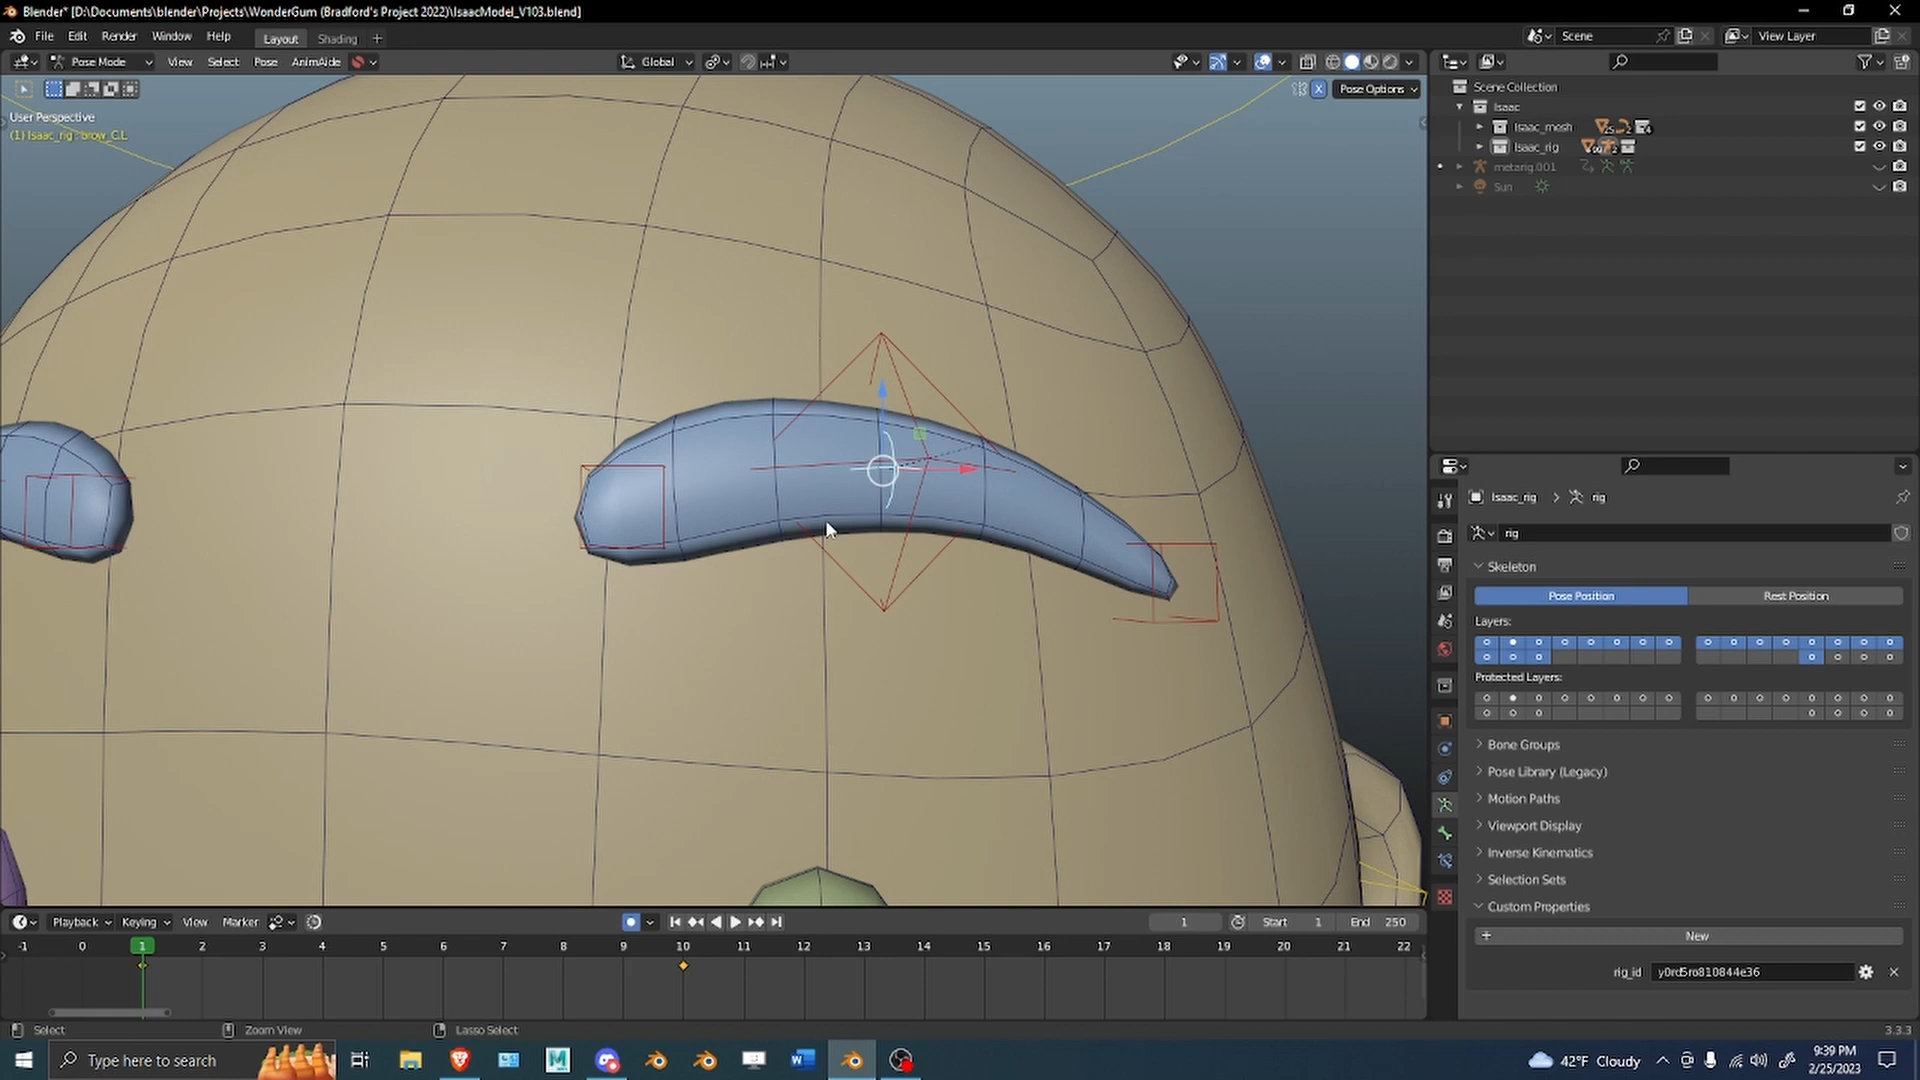 Blender* [D:\Documents\blender\Projects\WonderGum (Bradford's Project 2022)\IsaacModel_V103.blend]
File Edit Render Window Help Layout Shading +
Scene
View Layer
Pose Mode View Select Pose AnimAide
Global
X Pose Options
User Perspective
(1) Isaac_rig : brow_C.L
Scene Collection
Isaac
Isaac_mesh
Isaac_rig
metarig.001
Sun
Isaac_rig > rig
rig
Skeleton
Pose Position Rest Position
Layers:
Protected Layers:
Bone Groups
Pose Library (Legacy)
Motion Paths
Viewport Display
Inverse Kinematics
Selection Sets
Custom Properties
+ New
rig_id y0rd5ro810844e36
Playback Keying View Marker
1 Start 1 End 250
-1 0 1 2 3 4 5 6 7 8 9 10 11 12 13 14 15 16 17 18 19 20 21 22
Select Zoom View Lasso Select
3.3.3
Type here to search
42°F Cloudy
9:39 PM
2/25/2023